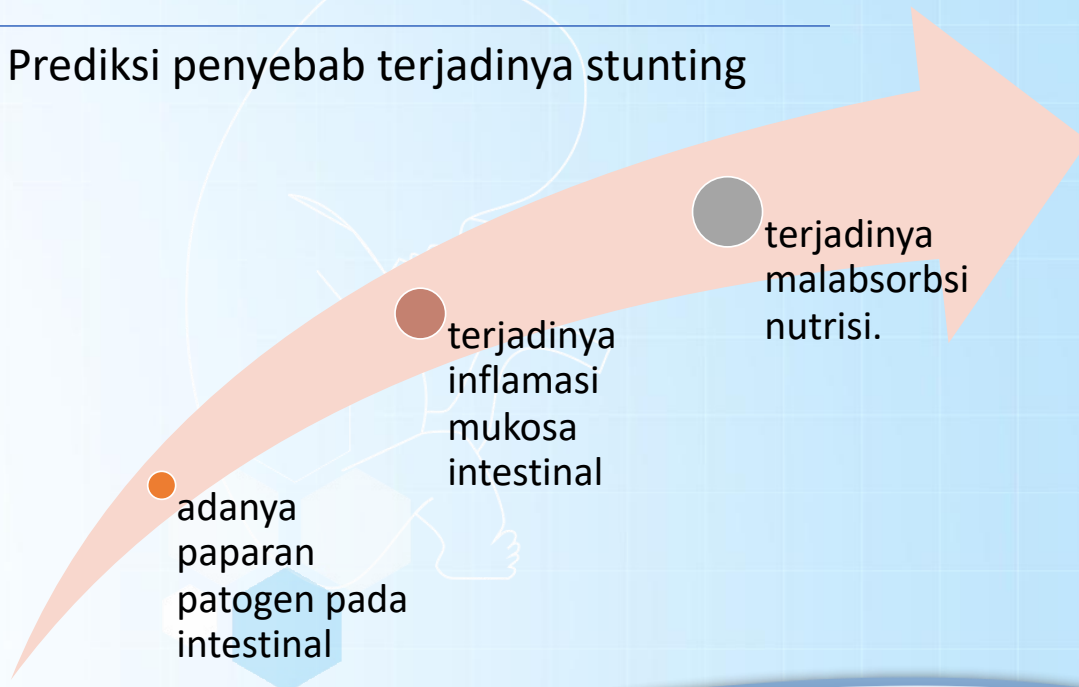 Prediksi penyebab terjadinya stunting
adanya
paparan
patogen pada
intestinal
terjadinya
inflamasi
mukosa
intestinal
terjadinya
malabsorbsi
nutrisi.